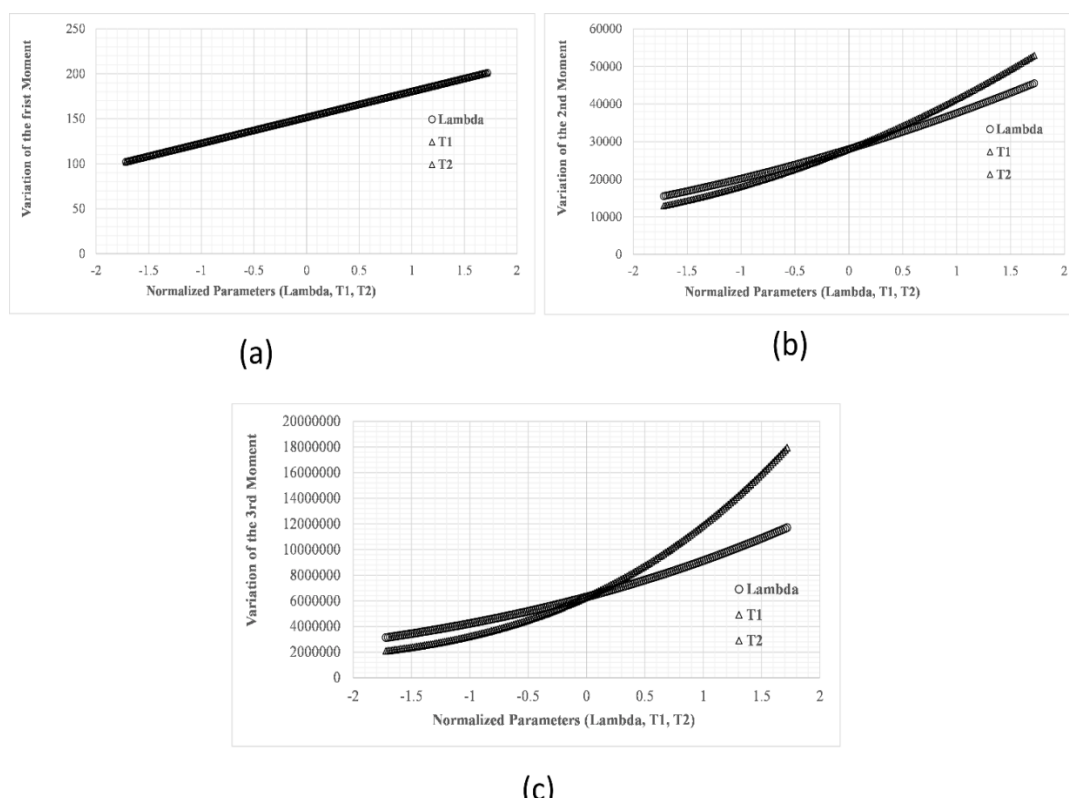 250
200
150
100
50
0
Variation of the frist Moment
Lambda
T1
T2
-2 -1.5 -1 -0.5 0 0.5 1 1.5 2
Normalized Parameters (Lambda, T1, T2)
(a)
60000
50000
40000
30000
20000
10000
0
Variation of the 2nd Moment
Lambda
T1
T2
-2 -1.5 -1 -0.5 0 0.5 1 1.5 2
Normalized Parameters (Lambda, T1, T2)
(b)
20000000
18000000
16000000
14000000
12000000
10000000
8000000
6000000
4000000
2000000
0
Variation of the 3rd Moment
Lambda
T1
T2
-2 -1.5 -1 -0.5 0 0.5 1 1.5 2
Normalized Parameters (Lambda, T1, T2)
(c)